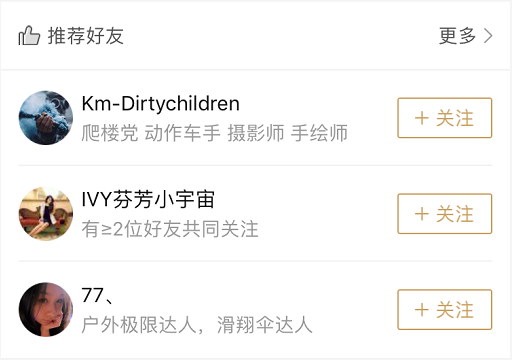 推荐好友
更多
Km-Dirtychildren
爬楼党 动作车手 摄影师 手绘师
+ 关注
IVY芬芳小宇宙
有≥2位好友共同关注
+ 关注
77、
户外极限达人，滑翔伞达人
+ 关注